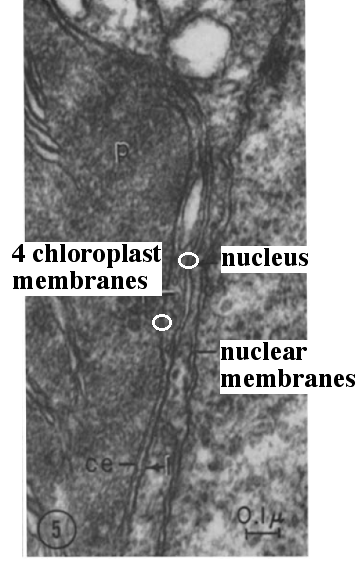 p
4 chloroplast
membranes
nucleus
nuclear
membranes
ce
5
0.1μ